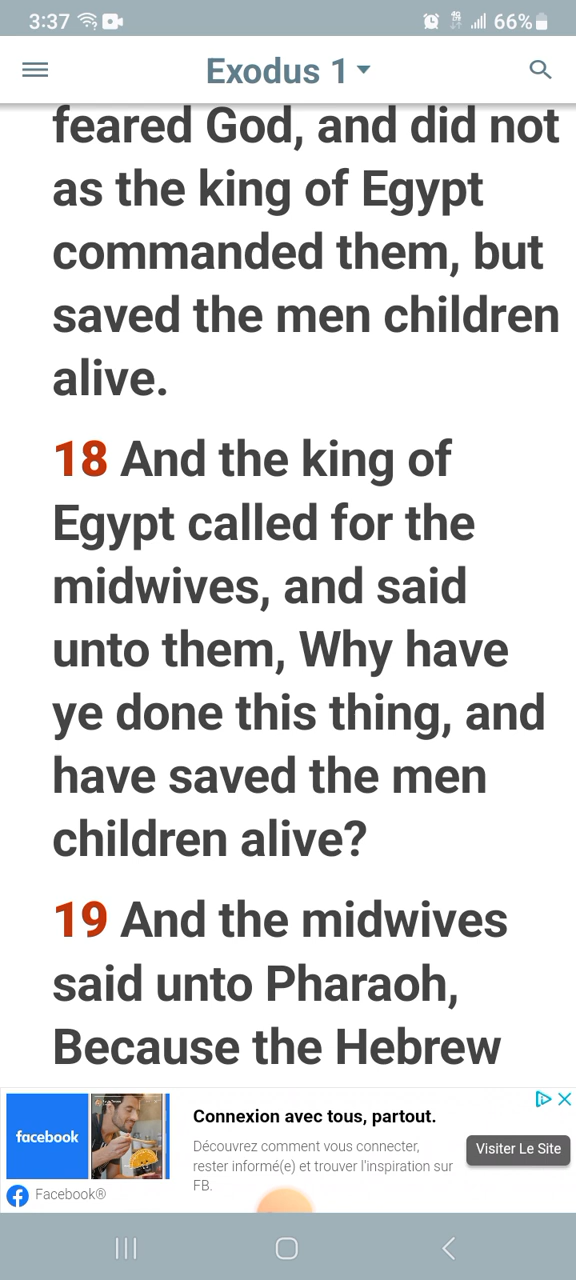 3:37 66%
Exodus 1
feared God, and did not
as the king of Egypt
commanded them, but
saved the men children
alive.
18 And the king of
Egypt called for the
midwives, and said
unto them, Why have
ye done this thing, and
have saved the men
children alive?
19 And the midwives
said unto Pharaoh,
Because the Hebrew
facebook
Facebook®
Connexion avec tous, partout.
Découvrez comment vous connecter,
rester informé(e) et trouver l'inspiration sur
FB.
Visiter Le Site